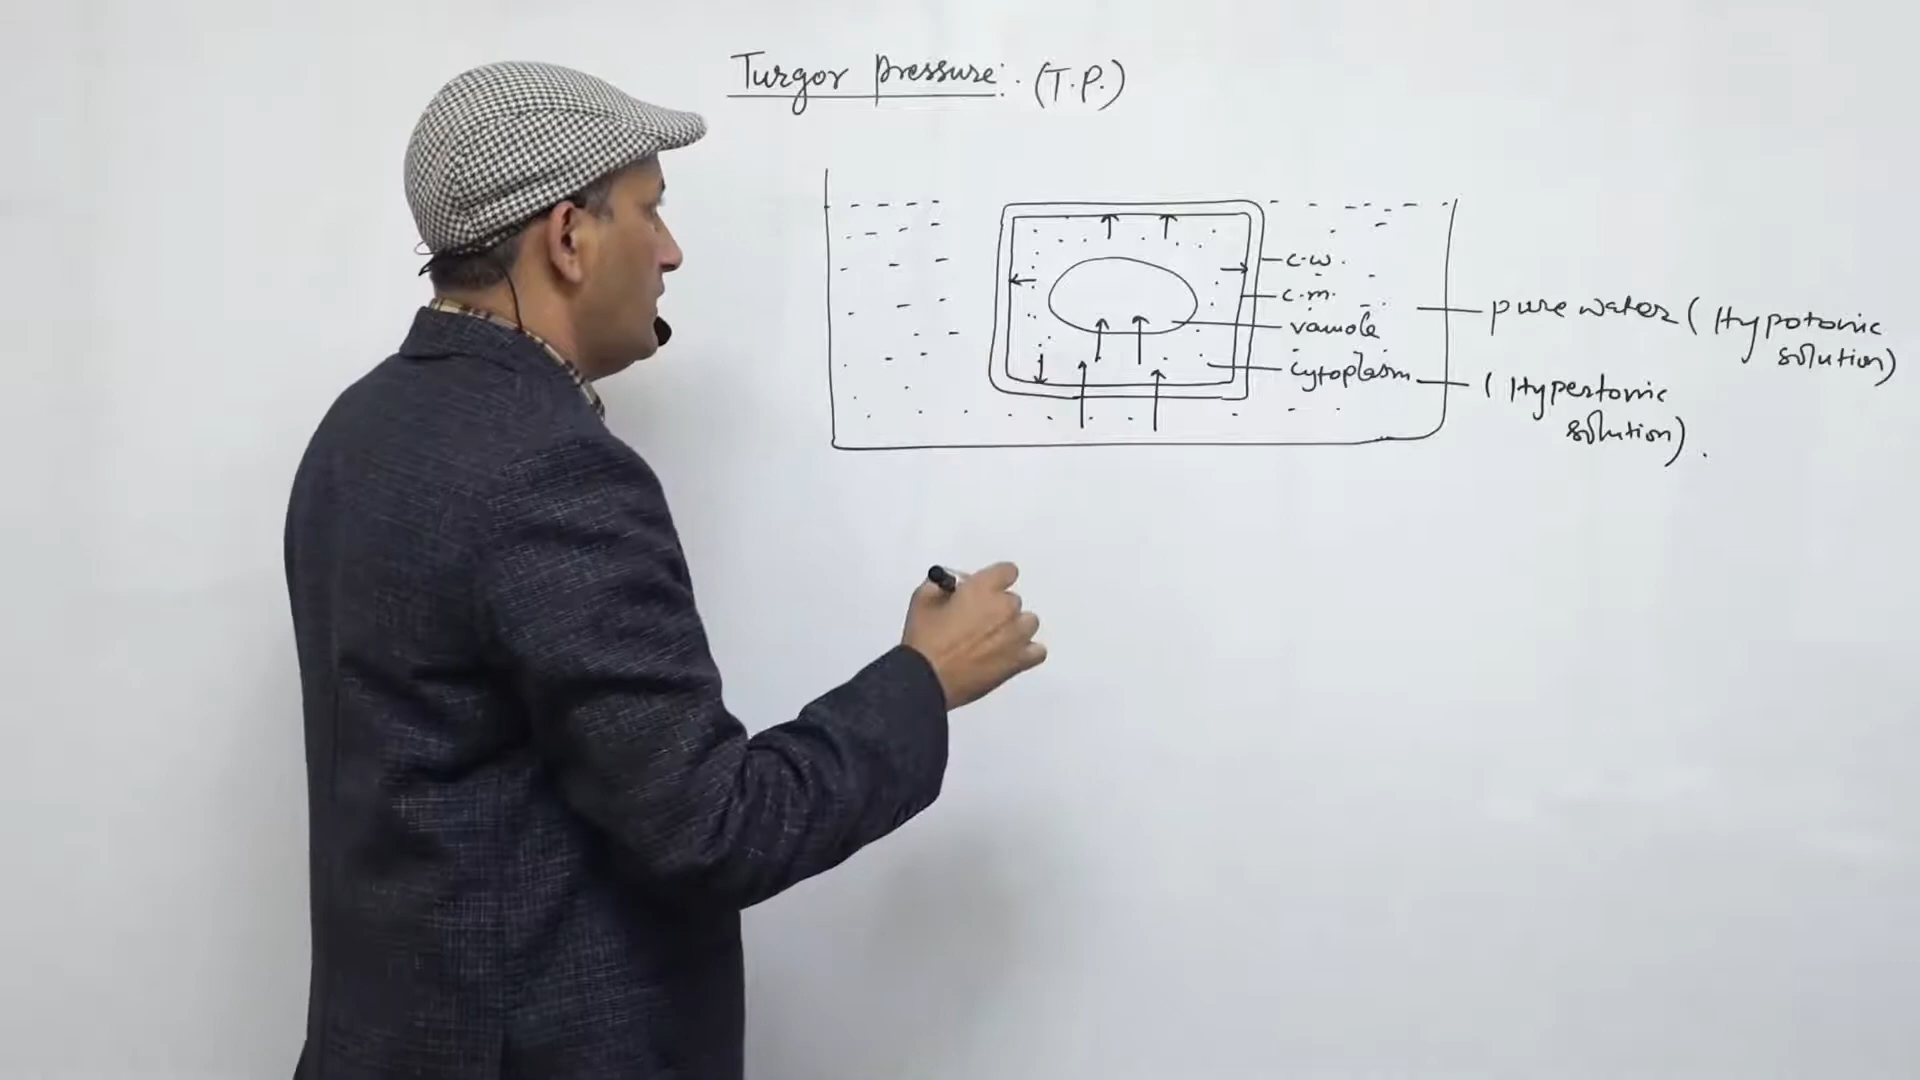 Turgor pressure:- (T.P.)
c.w.
c.m.
vacuole
cytoplasm
pure water (Hypotonic
solution)
(Hypertonic
solution).